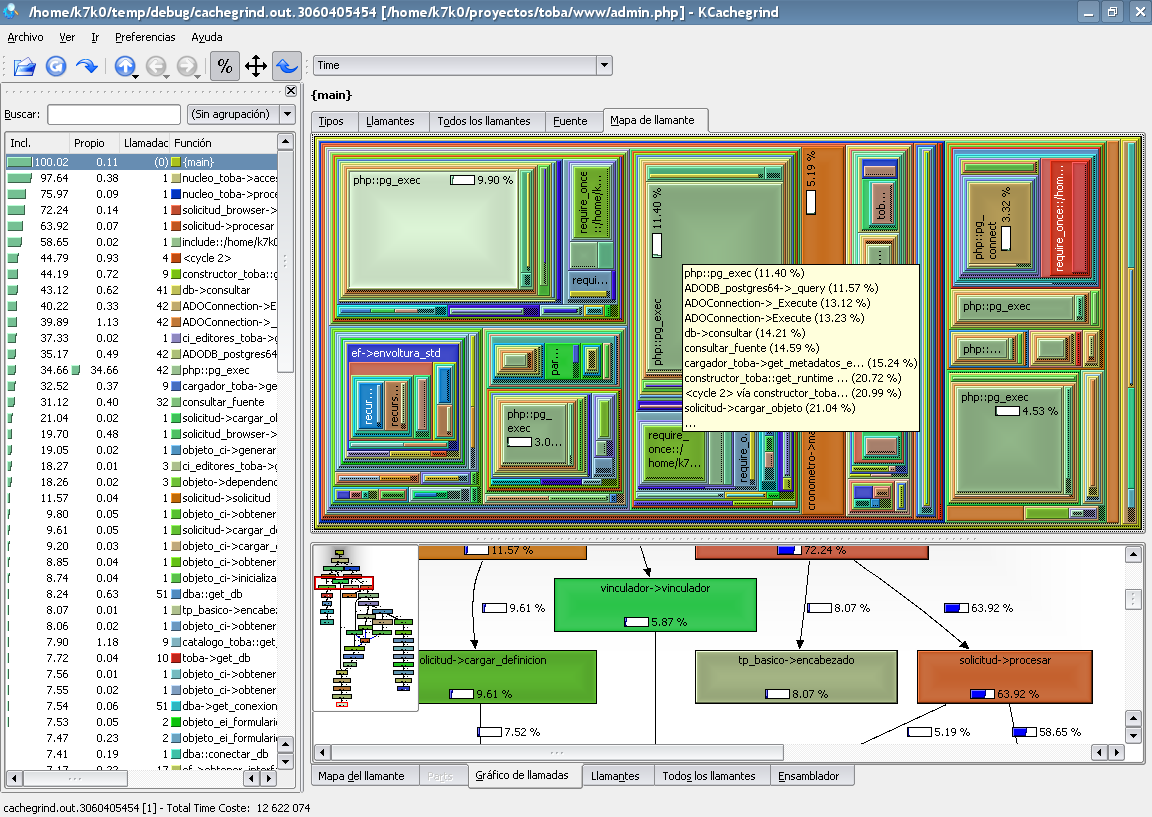 /home/k7k0/temp/debug/cachegrind.out.3060405454 [/home/k7k0/proyectos/toba/www/admin.php] - KCachegrind
Archivo Ver Ir Preferencias Ayuda
% Time
Buscar: (Sin agrupación)
Incl. Propio Llamadac Función
100.02 0.11 (0) {main}
97.64 0.38 1 nucleo_toba->acces
75.97 0.09 1 nucleo_toba->proce
72.24 0.14 1 solicitud_browser->
63.92 0.07 1 solicitud->procesar
58.65 0.02 1 include::/home/k7k0
44.79 0.93 4 <cycle 2>
44.19 0.72 9 constructor_toba::g
43.12 0.62 41 db->consultar
40.22 0.33 42 ADOConnection->E
39.89 1.13 42 ADOConnection->_
37.33 0.02 1 ci_editores_toba->c
35.17 0.49 42 ADODB_postgres64
34.66 34.66 42 php::pg_exec
32.52 0.37 9 cargador_toba->ge
31.12 0.40 32 consultar_fuente
21.04 0.02 1 solicitud->cargar_ob
19.70 0.48 1 solicitud_browser->
19.05 0.02 1 objeto_ci->generar
18.27 0.01 3 ci_editores_toba->g
18.26 0.02 3 objeto->dependenc
11.57 0.04 1 solicitud->solicitud
9.80 0.05 1 objeto_ci->obtener
9.61 0.05 1 solicitud->cargar_de
9.20 0.03 1 objeto_ci->cargar_
8.85 0.04 1 objeto_ci->obtener
8.74 0.04 1 objeto_ci->inicializa
8.24 0.63 51 dba::get_db
8.07 0.01 1 tp_basico->encabez
8.06 0.02 1 objeto_ci->obtener
7.90 1.18 9 catalogo_toba::get_
7.72 0.04 10 toba->get_db
7.56 0.01 1 objeto_ci->obtener
7.55 0.02 1 objeto_ci->obtener
7.54 0.06 51 dba->get_conexion
7.53 0.05 2 objeto_ei_formulario
7.47 0.23 2 objeto_ei_formulario
7.41 0.19 1 dba::conectar_db
7.17 0.22 17 ef->obtener_interf
{main}
Tipos Llamantes Todos los llamantes Fuente Mapa de llamante
php::pg_exec 9.90 %
require_once
::/home/k...
requi...
php::pg_exec 11.40 %
5.19 %
cronometro->ma
tob...
...
php::pg_
connect 3.32 %
require_once::/hom...
php::pg_exec
php::...
php::pg_exec
4.53 %
ef->envoltura_std
recur...
recurs...
par...
php::pg_
exec
3.0...
require_
once::/
home/k7...
require_o...
php::pg_exec (11.40 %)
ADODB_postgres64->_query (11.57 %)
ADOConnection->_Execute (13.12 %)
ADOConnection->Execute (13.23 %)
db->consultar (14.21 %)
consultar_fuente (14.59 %)
cargador_toba->get_metadatos_e... (15.24 %)
constructor_toba::get_runtime ... (20.72 %)
<cycle 2> vía constructor_toba... (20.99 %)
solicitud->cargar_objeto (21.04 %)
...
11.57 % 72.24 %
vinculador->vinculador
5.87 %
9.61 % 8.07 % 63.92 %
olicitud->cargar_definicion
9.61 %
tp_basico->encabezado
8.07 %
solicitud->procesar
63.92 %
7.52 % 5.19 % 58.65 %
Mapa del llamante Parts Gráfico de llamadas Llamantes Todos los llamantes Ensamblador
cachegrind.out.3060405454 [1] - Total Time Coste: 12 622 074